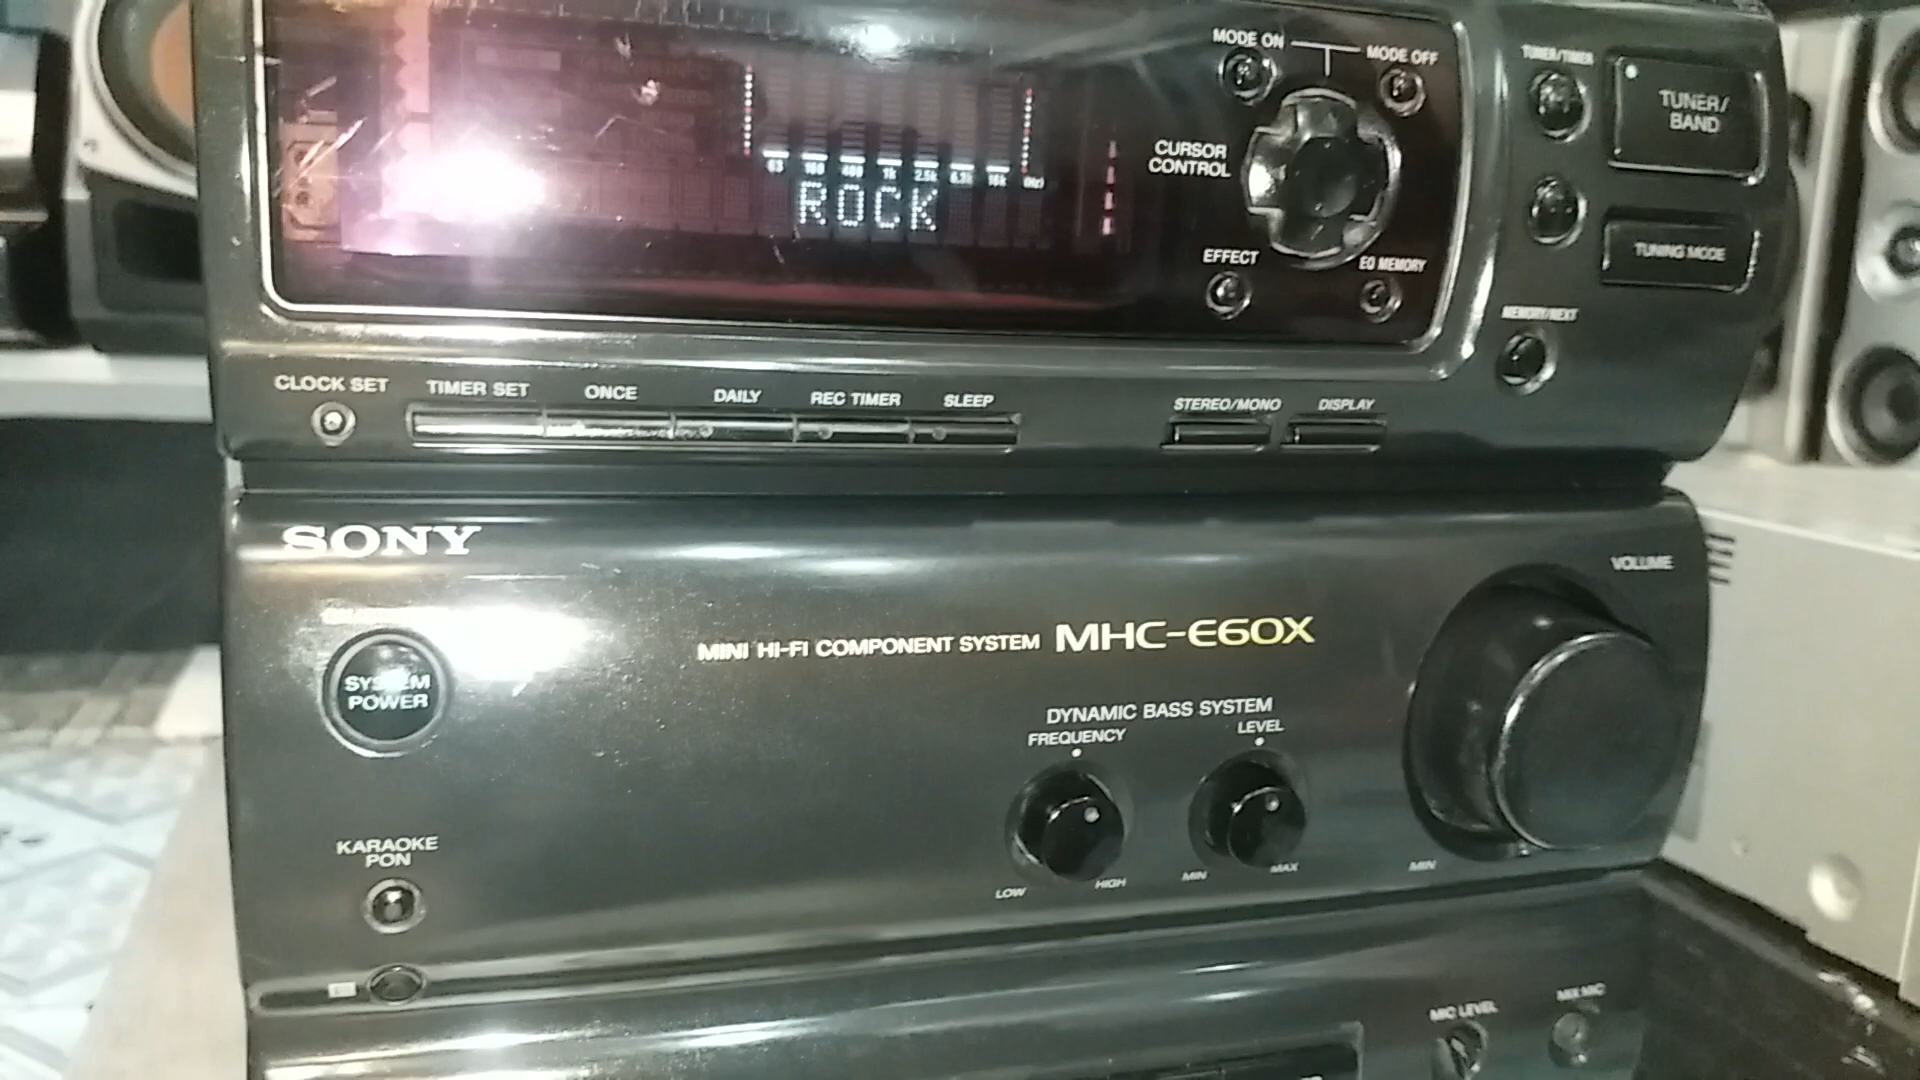 MODE ON
MODE OFF
TUNER/TIMER
TUNER/
BAND
CURSOR
CONTROL
63 160 400 1k 2.5k 6.3k 16k (Hz)
ROCK
EFFECT
EQ MEMORY
TUNING MODE
MEMORY/NEXT
CLOCK SET
TIMER SET
ONCE
DAILY
REC TIMER
SLEEP
STEREO/MONO
DISPLAY
SONY
VOLUME
MINI HI-FI COMPONENT SYSTEM MHC-E60X
SYSTEM
POWER
DYNAMIC BASS SYSTEM
FREQUENCY
LEVEL
KARAOKE
PON
LOW
HIGH
MIN
MAX
MIN
MIC LEVEL
MIX MIC